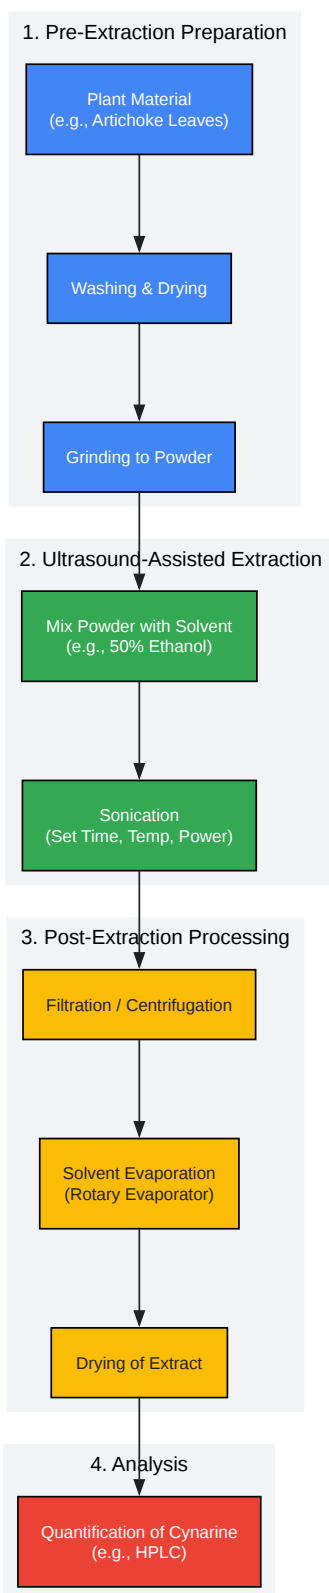 1. Pre-Extraction Preparation
Plant Material
(e.g., Artichoke Leaves)
Washing & Drying
Grinding to Powder
2. Ultrasound-Assisted Extraction
Mix Powder with Solvent
(e.g., 50% Ethanol)
Sonication
(Set Time, Temp, Power)
3. Post-Extraction Processing
Filtration / Centrifugation
Solvent Evaporation
(Rotary Evaporator)
Drying of Extract
4. Analysis
Quantification of Cynarine
(e.g., HPLC)